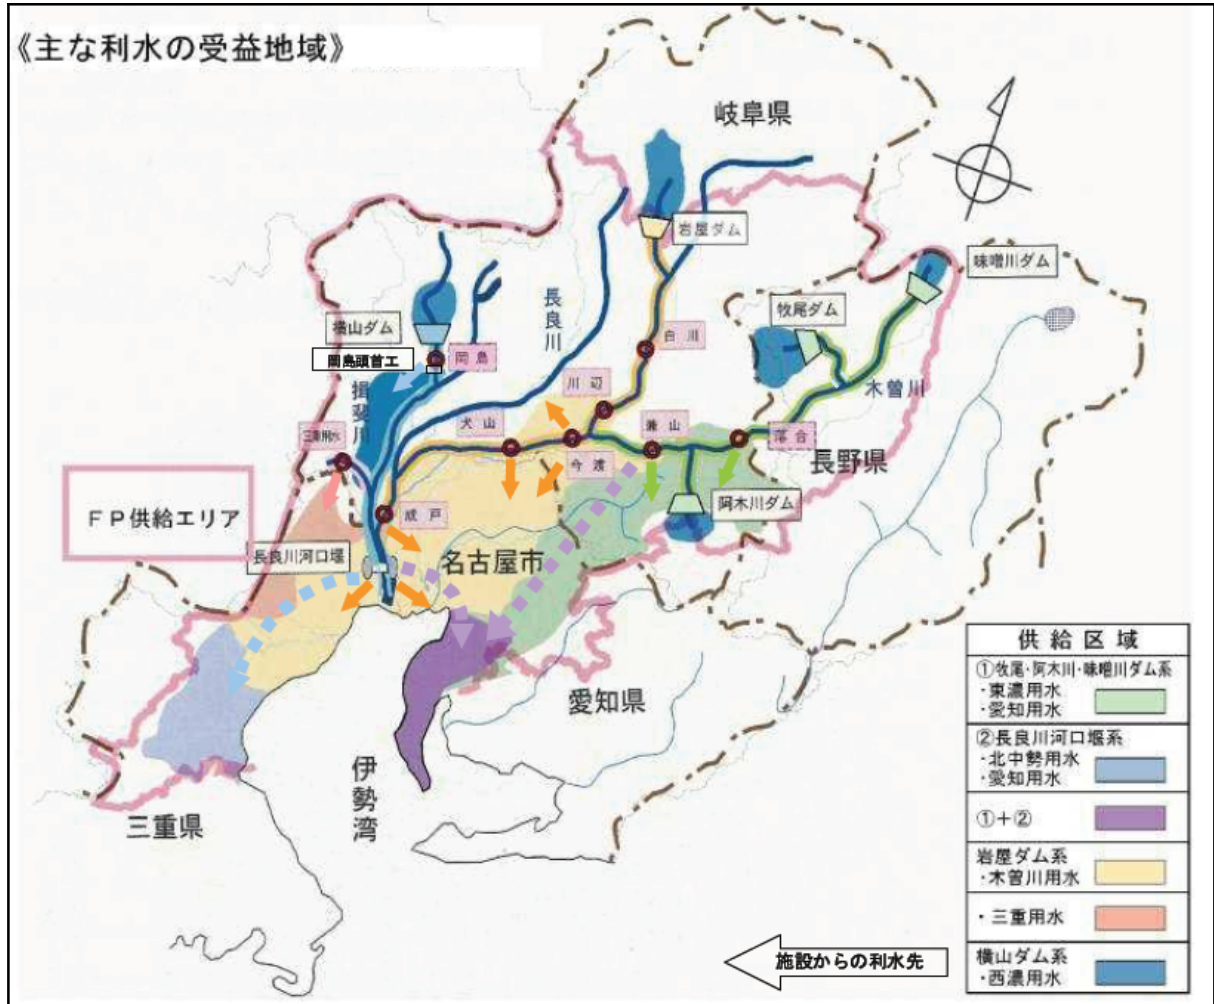 《主な利水の受益地域》
岐阜県
岩屋ダム
味噌川ダム
牧尾ダム
長良川
横山ダム
岡島頭首工
岡島
白川
川辺
揖斐川
木曽川
犬山
兼山
三重用水
今渡
落合
長野県
FP供給エリア
成戸
阿木川ダム
長良川河口堰
名古屋市
愛知県
伊勢湾
三重県
供給区域
①牧尾・阿木川・味噌川ダム系
・東濃用水
・愛知用水
②長良川河口堰系
・北中勢用水
・愛知用水
①+②
岩屋ダム系
・木曽川用水
・三重用水
横山ダム系
・西濃用水
施設からの利水先